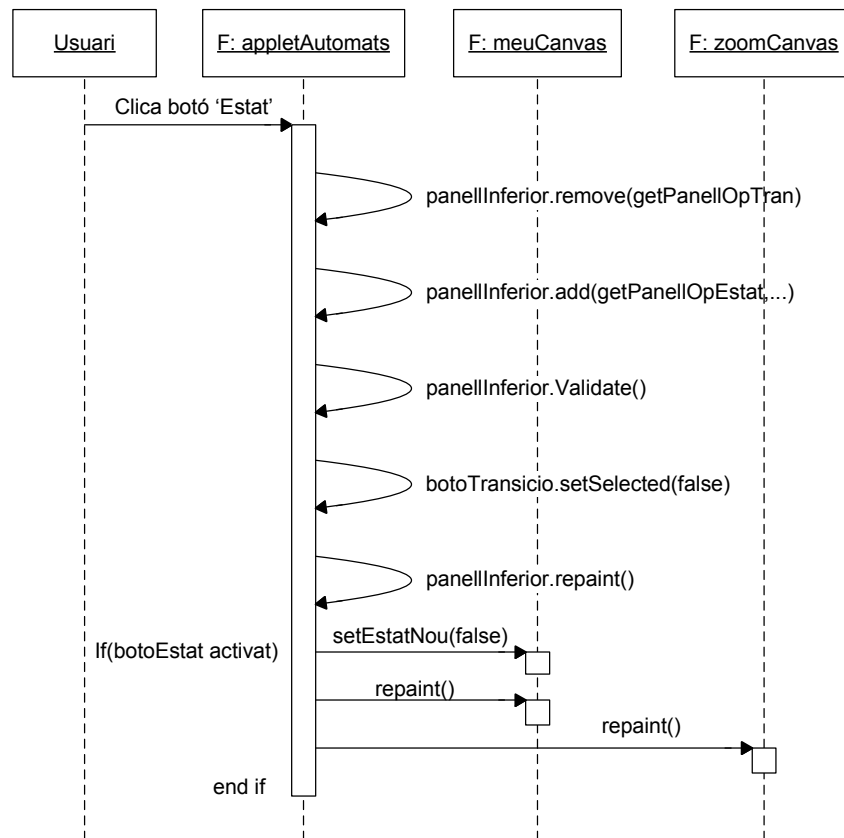 Usuari
F: appletAutomats
F: meuCanvas
F: zoomCanvas
Clica botó ‘Estat’
panellInferior.remove(getPanellOpTran)
panellInferior.add(getPanellOpEstat,...)
panellInferior.Validate()
botoTransicio.setSelected(false)
panellInferior.repaint()
If(botoEstat activat)
setEstatNou(false)
repaint()
repaint()
end if